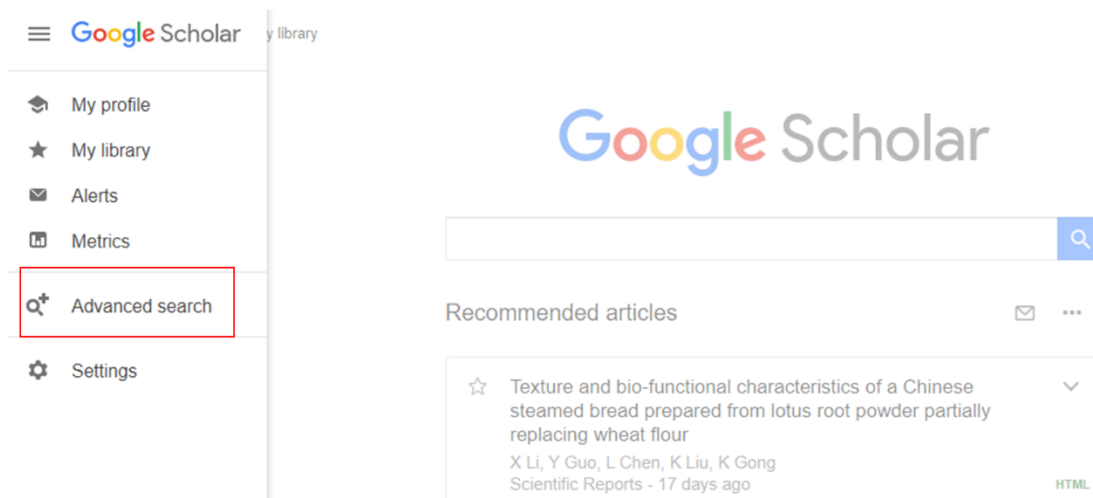 Google Scholar
y library
My profile
My library
Alerts
Metrics
Advanced search
Settings
Google Scholar
Recommended articles
Texture and bio-functional characteristics of a Chinese
steamed bread prepared from lotus root powder partially
replacing wheat flour
X Li, Y Guo, L Chen, K Liu, K Gong
Scientific Reports - 17 days ago
HTML